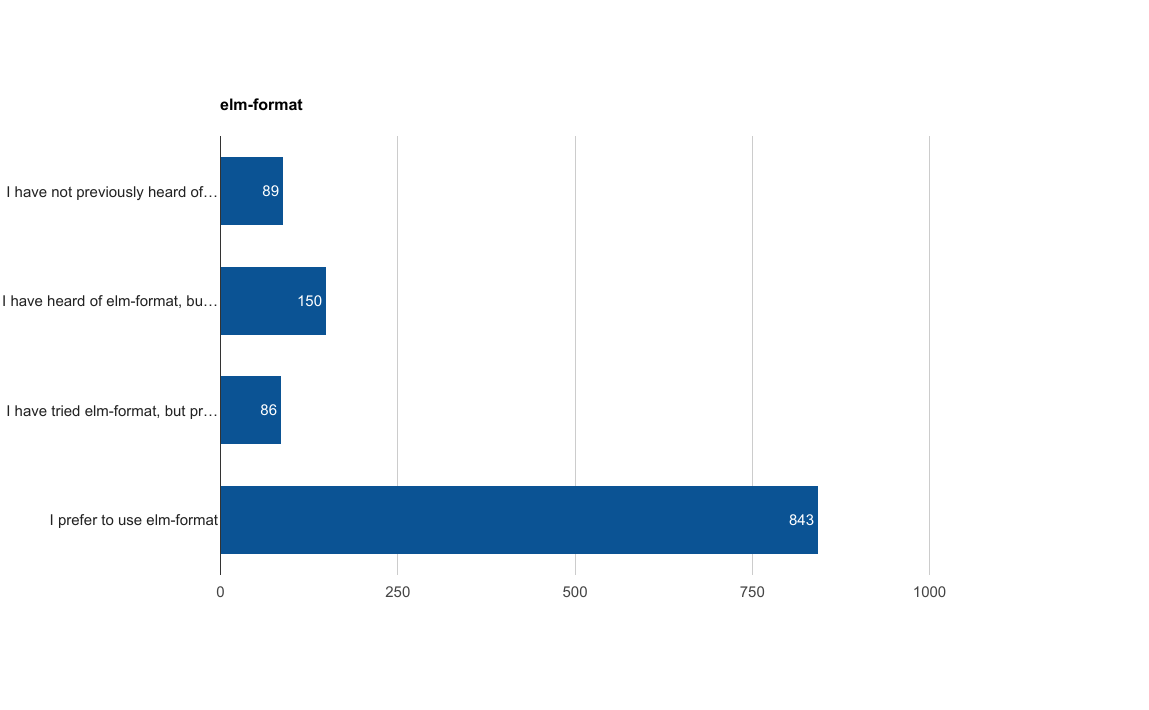 elm-format
I have not previously heard of…
89
I have heard of elm-format, bu…
150
I have tried elm-format, but pr…
86
I prefer to use elm-format
843
0
250
500
750
1000